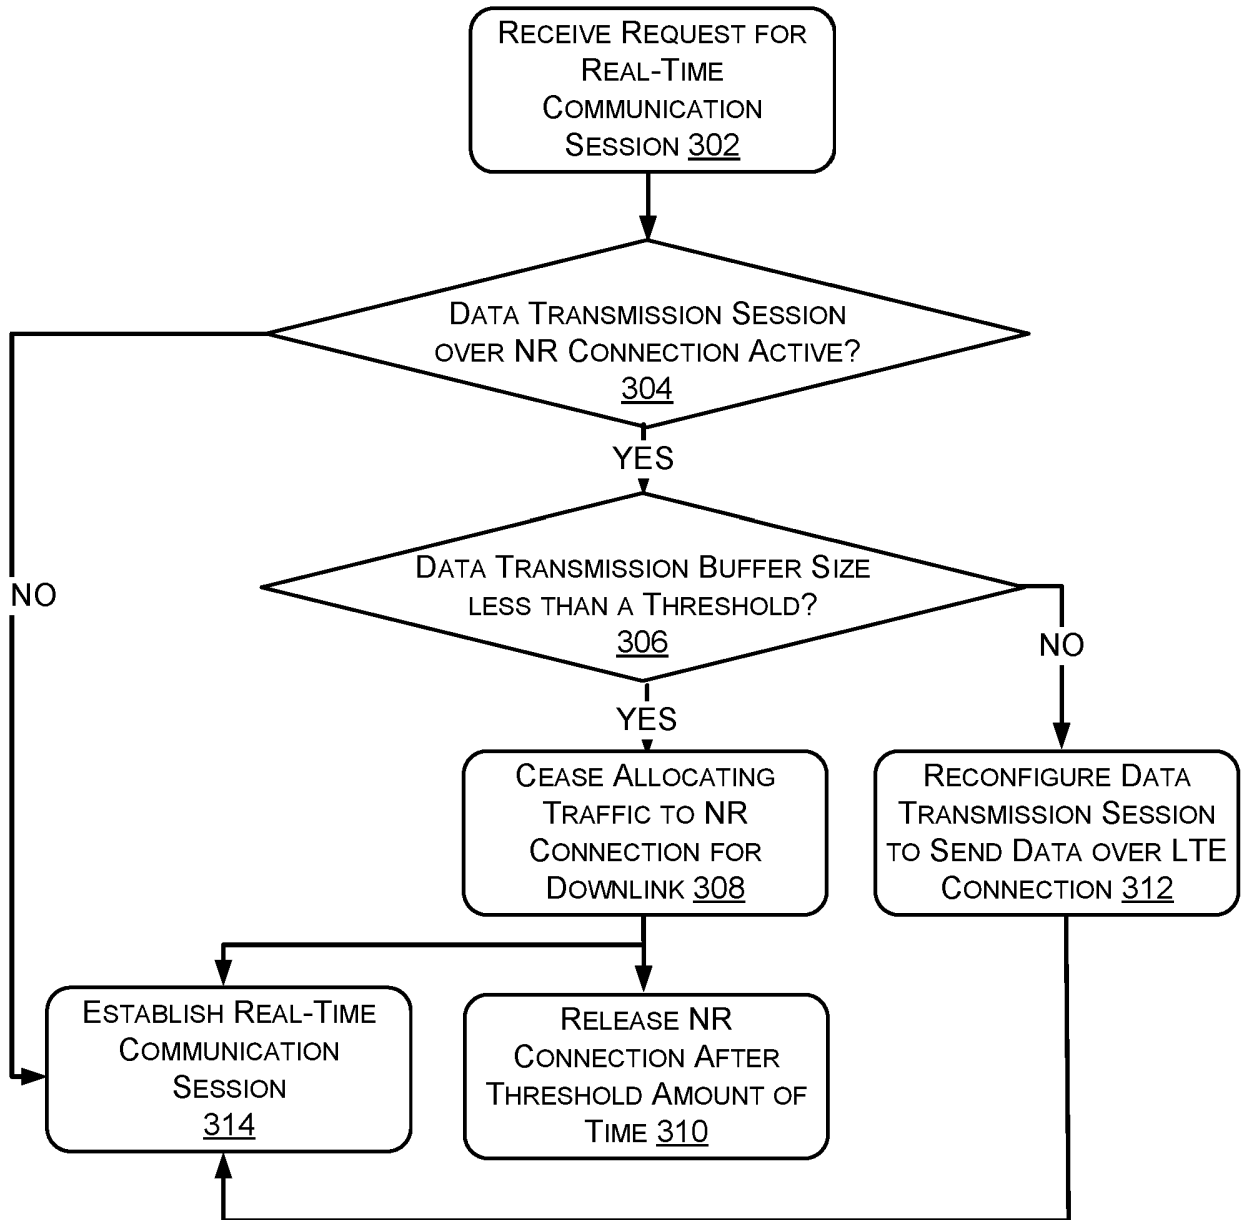 RECEIVE REQUEST FOR
REAL-TIME
COMMUNICATION
SESSION 302
DATA TRANSMISSION SESSION
OVER NR CONNECTION ACTIVE?
304
YES
NO
DATA TRANSMISSION BUFFER SIZE
LESS THAN A THRESHOLD?
306
NO
YES
CEASE ALLOCATING
TRAFFIC TO NR
CONNECTION FOR
DOWNLINK 308
RECONFIGURE DATA
TRANSMISSION SESSION
TO SEND DATA OVER LTE
CONNECTION 312
ESTABLISH REAL-TIME
COMMUNICATION
SESSION
314
RELEASE NR
CONNECTION AFTER
THRESHOLD AMOUNT OF
TIME 310